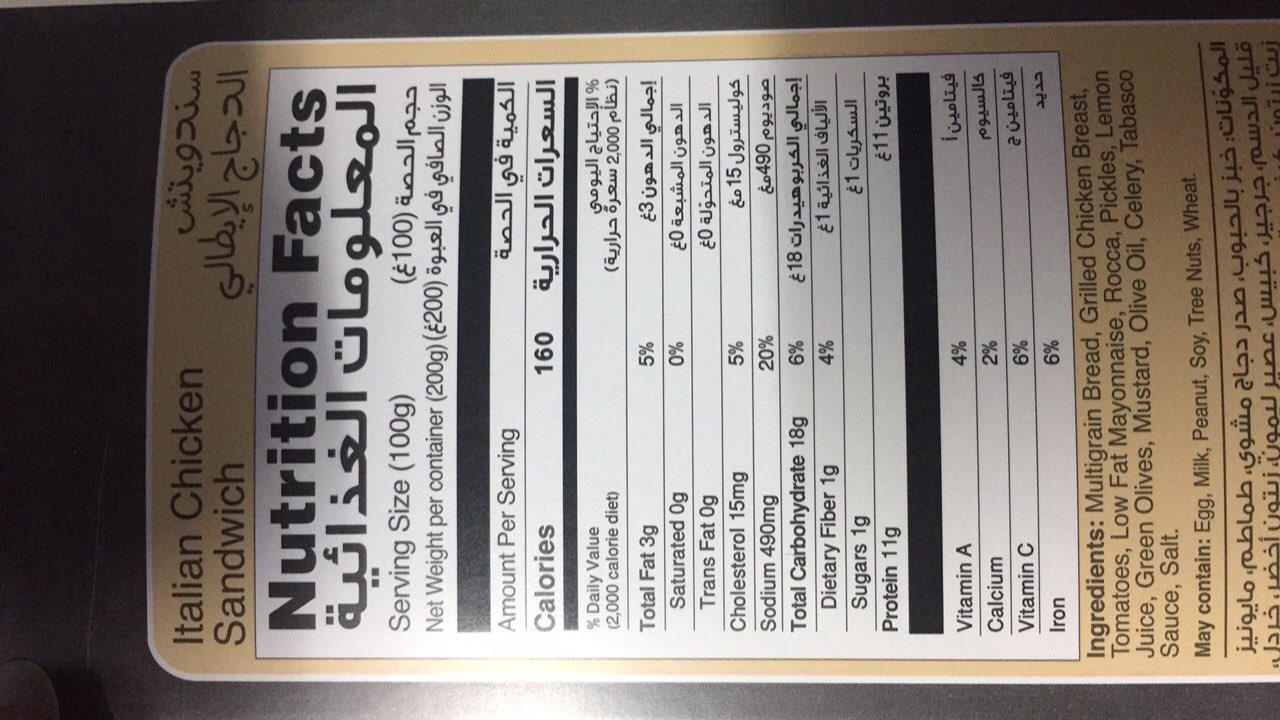 Italian Chicken
Sandwich
سندويتش
الدجاج الإيطالي
Nutrition Facts
المعلومات الغذائية
Serving Size (100g) حجم الحصة (100غ)
Net Weight per container (200g) الوزن الصافي في العبوة (200غ)
Amount Per Serving الكمية في الحصة
Calories 160 السعرات الحرارية
% Daily Value % الإحتياج اليومي
(2,000 calorie diet) (نظام 2,000 سعرة حرارية)
Total Fat 3g 5% إجمالي الدهون 3غ
Saturated 0g 0% الدهون المشبعة 0غ
Trans Fat 0g الدهون المتحولة 0غ
Cholesterol 15mg 5% كوليسترول 15مغ
Sodium 490mg 20% صوديوم 490مغ
Total Carbohydrate 18g 6% إجمالي الكربوهيدرات 18غ
Dietary Fiber 1g 4% الألياف الغذائية 1غ
Sugars 1g السكريات 1غ
Protein 11g بروتين 11غ
Vitamin A 4% فيتامين أ
Calcium 2% كالسيوم
Vitamin C 6% فيتامين ج
Iron 6% حديد
Ingredients: Multigrain Bread, Grilled Chicken Breast,
Tomatoes, Low Fat Mayonnaise, Rocca, Pickles, Lemon
Juice, Green Olives, Mustard, Olive Oil, Celery, Tabasco
Sauce, Salt.
May contain: Egg, Milk, Peanut, Soy, Tree Nuts, Wheat.
المكونات: خبز بالحبوب، صدر دجاج مشوي، طماطم، مايونيز
قليل الدسم، جرجير، كبيس، عصير ليمون، زيتون أخضر، خردل،